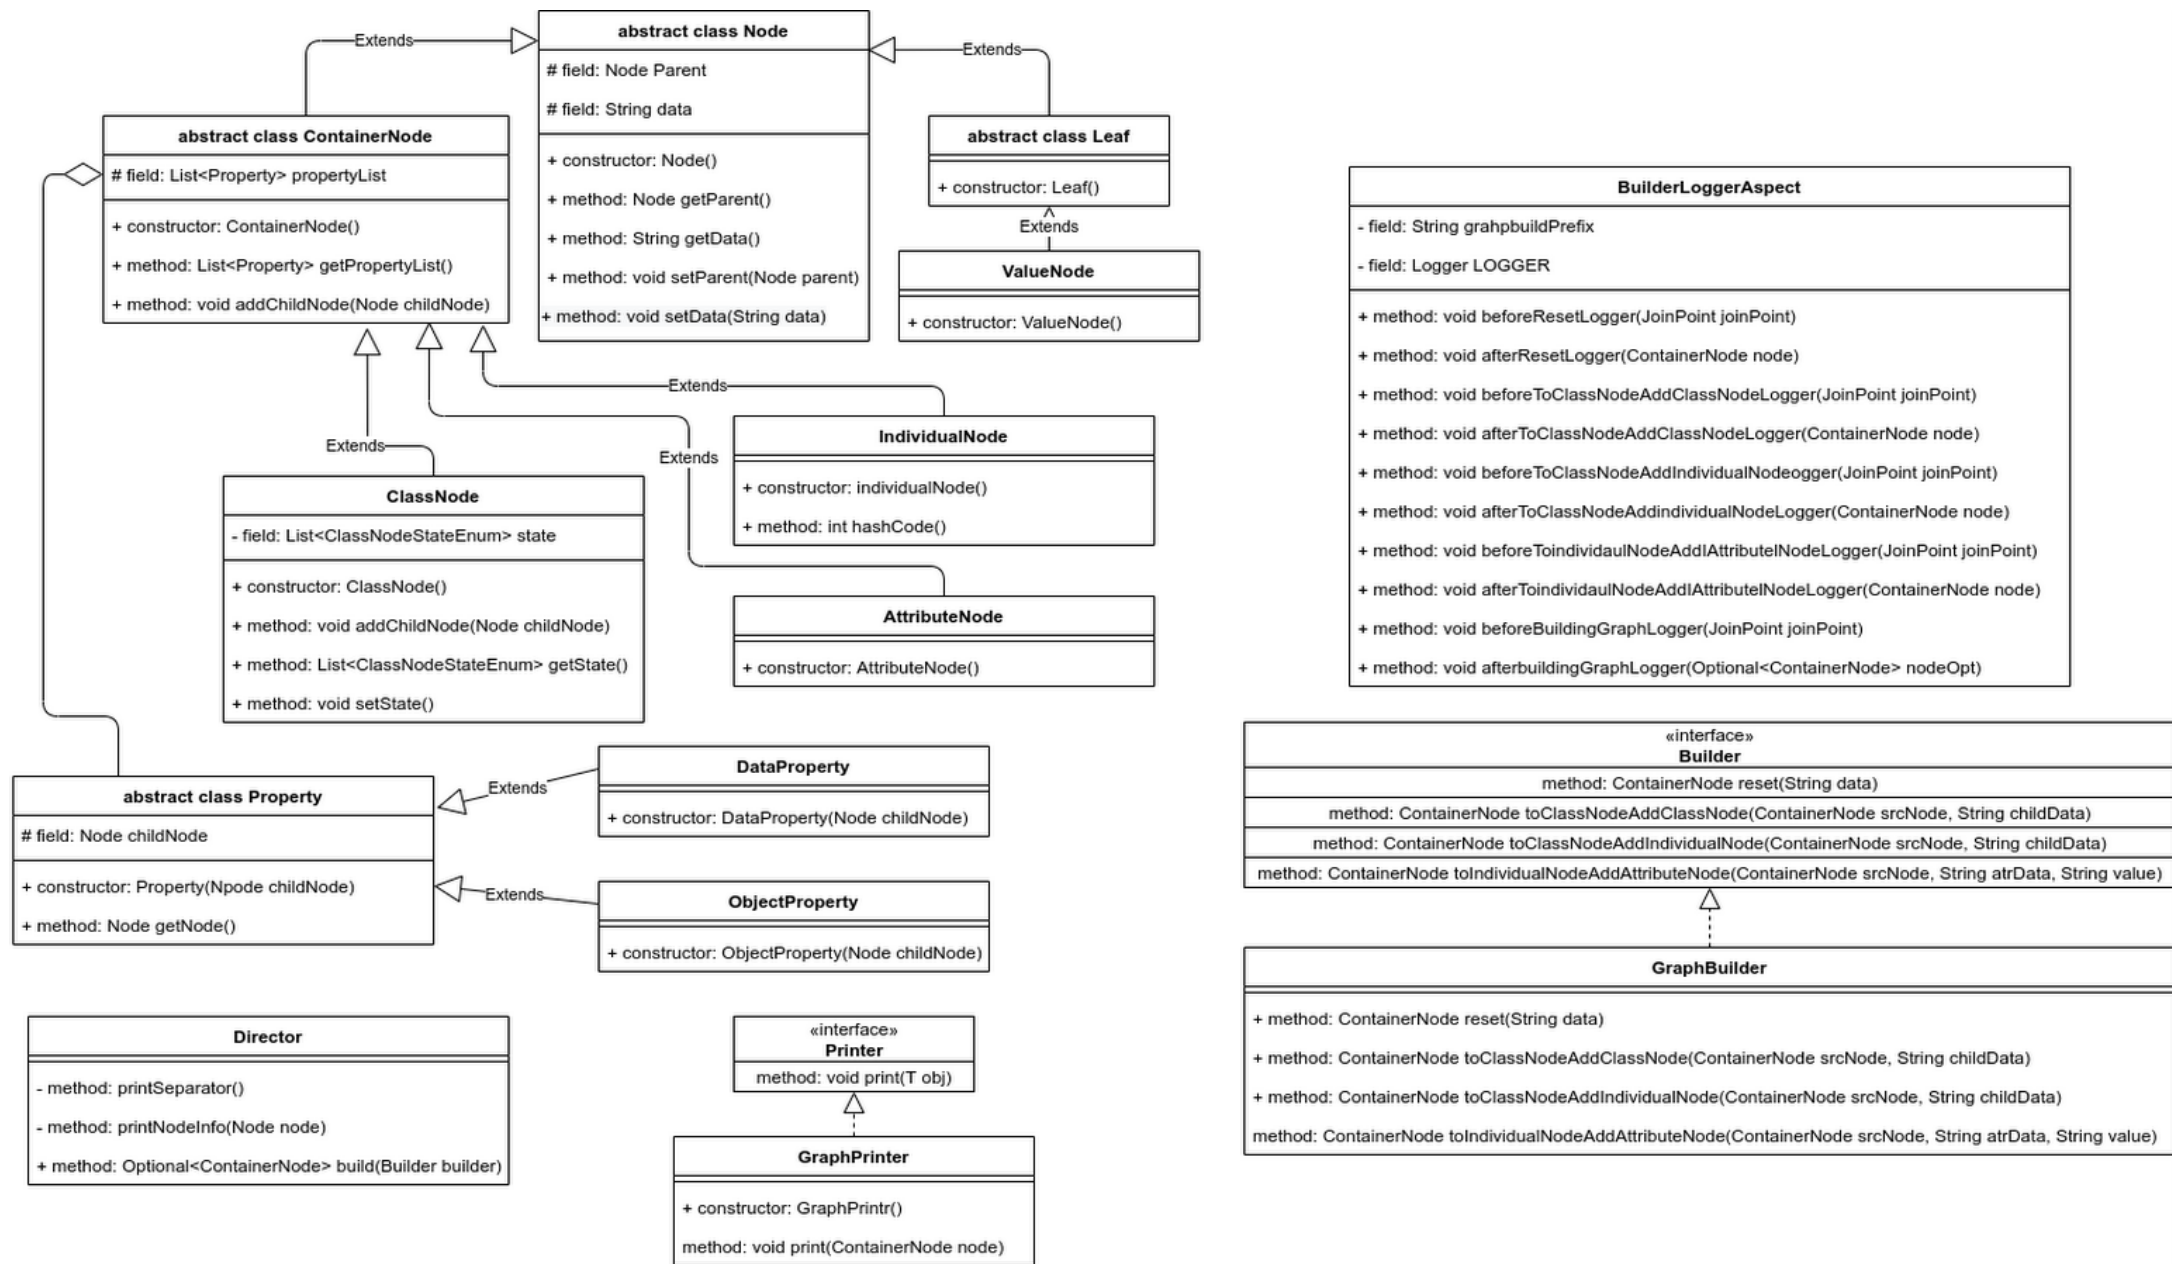 abstract class Node
# field: Node Parent
# field: String data
+ constructor: Node()
+ method: Node getParent()
+ method: String getData()
+ method: void setParent(Node parent)
+ method: void setData(String data)
Extends
Extends
abstract class ContainerNode
# field: List<Property> propertyList
+ constructor: ContainerNode()
+ method: List<Property> getPropertyList()
+ method: void addChildNode(Node childNode)
abstract class Leaf
+ constructor: Leaf()
Extends
ValueNode
+ constructor: ValueNode()
BuilderLoggerAspect
- field: String grahpbuildPrefix
- field: Logger LOGGER
+ method: void beforeResetLogger(JoinPoint joinPoint)
+ method: void afterResetLogger(ContainerNode node)
+ method: void beforeToClassNodeAddClassNodeLogger(JoinPoint joinPoint)
+ method: void afterToClassNodeAddClassNodeLogger(ContainerNode node)
+ method: void beforeToClassNodeAddIndividualNodeogger(JoinPoint joinPoint)
+ method: void afterToClassNodeAddindividualNodeLogger(ContainerNode node)
+ method: void beforeToindividaulNodeAddIAttributelNodeLogger(JoinPoint joinPoint)
+ method: void afterToindividaulNodeAddIAttributelNodeLogger(ContainerNode node)
+ method: void beforeBuildingGraphLogger(JoinPoint joinPoint)
+ method: void afterbuildingGraphLogger(Optional<ContainerNode> nodeOpt)
Extends
Extends
Extends
IndividualNode
+ constructor: individualNode()
+ method: int hashCode()
ClassNode
- field: List<ClassNodeStateEnum> state
+ constructor: ClassNode()
+ method: void addChildNode(Node childNode)
+ method: List<ClassNodeStateEnum> getState()
+ method: void setState()
AttributeNode
+ constructor: AttributeNode()
abstract class Property
# field: Node childNode
+ constructor: Property(Npode childNode)
+ method: Node getNode()
Extends
DataProperty
+ constructor: DataProperty(Node childNode)
Extends
ObjectProperty
+ constructor: ObjectProperty(Node childNode)
«interface»
Builder
method: ContainerNode reset(String data)
method: ContainerNode toClassNodeAddClassNode(ContainerNode srcNode, String childData)
method: ContainerNode toClassNodeAddIndividualNode(ContainerNode srcNode, String childData)
method: ContainerNode toIndividualNodeAddAttributeNode(ContainerNode srcNode, String atrData, String value)
GraphBuilder
+ method: ContainerNode reset(String data)
+ method: ContainerNode toClassNodeAddClassNode(ContainerNode srcNode, String childData)
+ method: ContainerNode toClassNodeAddIndividualNode(ContainerNode srcNode, String childData)
method: ContainerNode toIndividualNodeAddAttributeNode(ContainerNode srcNode, String atrData, String value)
Director
- method: printSeparator()
- method: printNodeInfo(Node node)
+ method: Optional<ContainerNode> build(Builder builder)
«interface»
Printer
method: void print(T obj)
GraphPrinter
+ constructor: GraphPrintr()
method: void print(ContainerNode node)